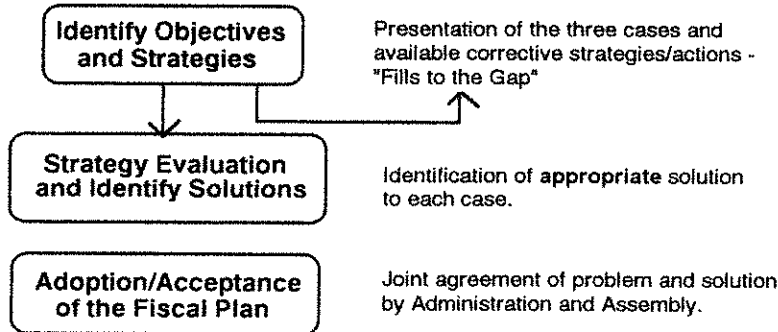 Identify Objectives
and Strategies
Presentation of the three cases and
available corrective strategies/actions -
"Fills to the Gap"
Strategy Evaluation
and Identify Solutions
Identification of appropriate solution
to each case.
Adoption/Acceptance
of the Fiscal Plan
Joint agreement of problem and solution
by Administration and Assembly.